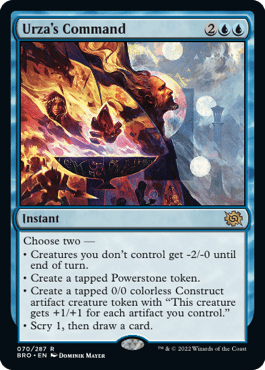 Urza's Command 2
Instant
Choose two —
• Creatures you don't control get -2/-0 until
end of turn.
• Create a tapped Powerstone token.
• Create a tapped 0/0 colorless Construct
artifact creature token with "This creature
gets +1/+1 for each artifact you control."
• Scry 1, then draw a card.
070/287 R
BRO • EN Dominik Mayer
™ & © 2022 Wizards of the Coast